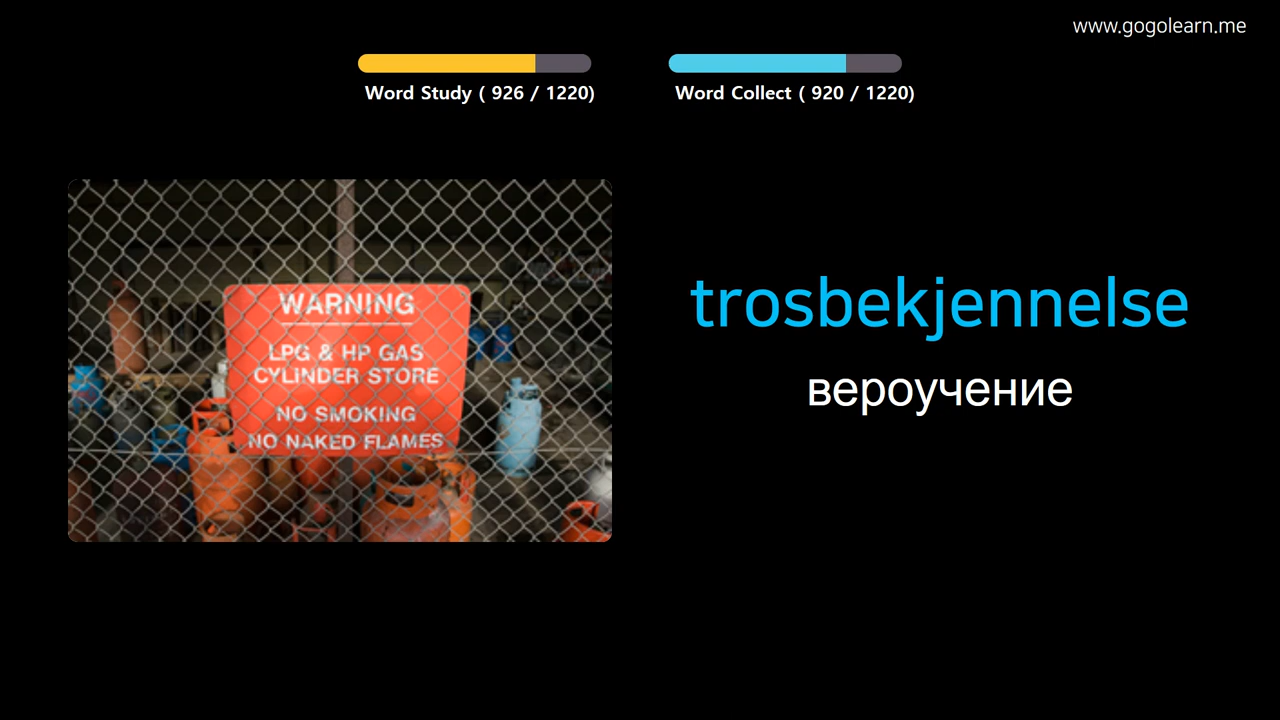 www.gogolearn.me
Word Study ( 926 / 1220)
Word Collect ( 920 / 1220)
WARNING
LPG & HP GAS
CYLINDER STORE
NO SMOKING
NO NAKED FLAMES
trosbekjennelse
вероучение